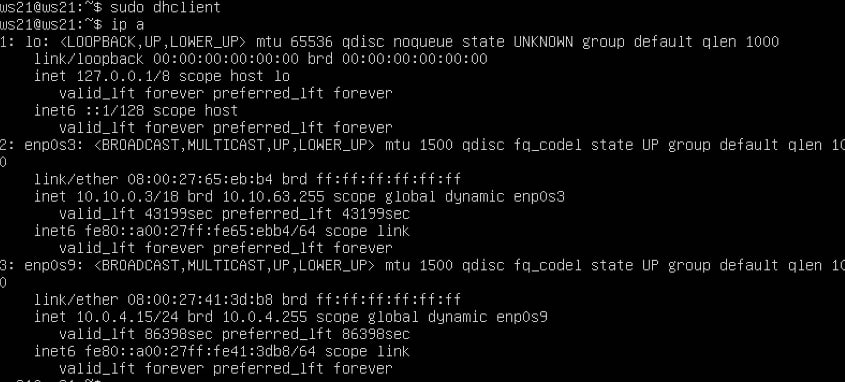 ws21@ws21:~$ sudo dhclient
ws21@ws21:~$ ip a
1: lo: <LOOPBACK,UP,LOWER_UP> mtu 65536 qdisc noqueue state UNKNOWN group default qlen 1000
    link/loopback 00:00:00:00:00:00 brd 00:00:00:00:00:00
    inet 127.0.0.1/8 scope host lo
       valid_lft forever preferred_lft forever
    inet6 ::1/128 scope host
       valid_lft forever preferred_lft forever
2: enp0s3: <BROADCAST,MULTICAST,UP,LOWER_UP> mtu 1500 qdisc fq_codel state UP group default qlen 10
0
    link/ether 08:00:27:65:eb:b4 brd ff:ff:ff:ff:ff:ff
    inet 10.10.0.3/18 brd 10.10.63.255 scope global dynamic enp0s3
       valid_lft 43199sec preferred_lft 43199sec
    inet6 fe80::a00:27ff:fe65:ebb4/64 scope link
       valid_lft forever preferred_lft forever
3: enp0s9: <BROADCAST,MULTICAST,UP,LOWER_UP> mtu 1500 qdisc fq_codel state UP group default qlen 10
0
    link/ether 08:00:27:41:3d:b8 brd ff:ff:ff:ff:ff:ff
    inet 10.0.4.15/24 brd 10.0.4.255 scope global dynamic enp0s9
       valid_lft 86398sec preferred_lft 86398sec
    inet6 fe80::a00:27ff:fe41:3db8/64 scope link
       valid_lft forever preferred_lft forever